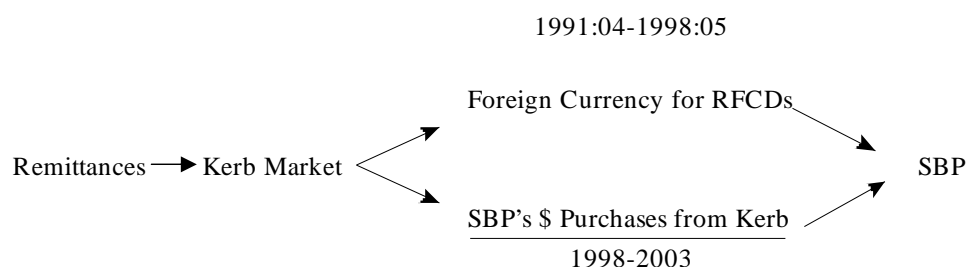 1991:04-1998:05
Foreign Currency for RFCDs
Remittances Kerb Market SBP
SBP's $ Purchases from Kerb
1998-2003